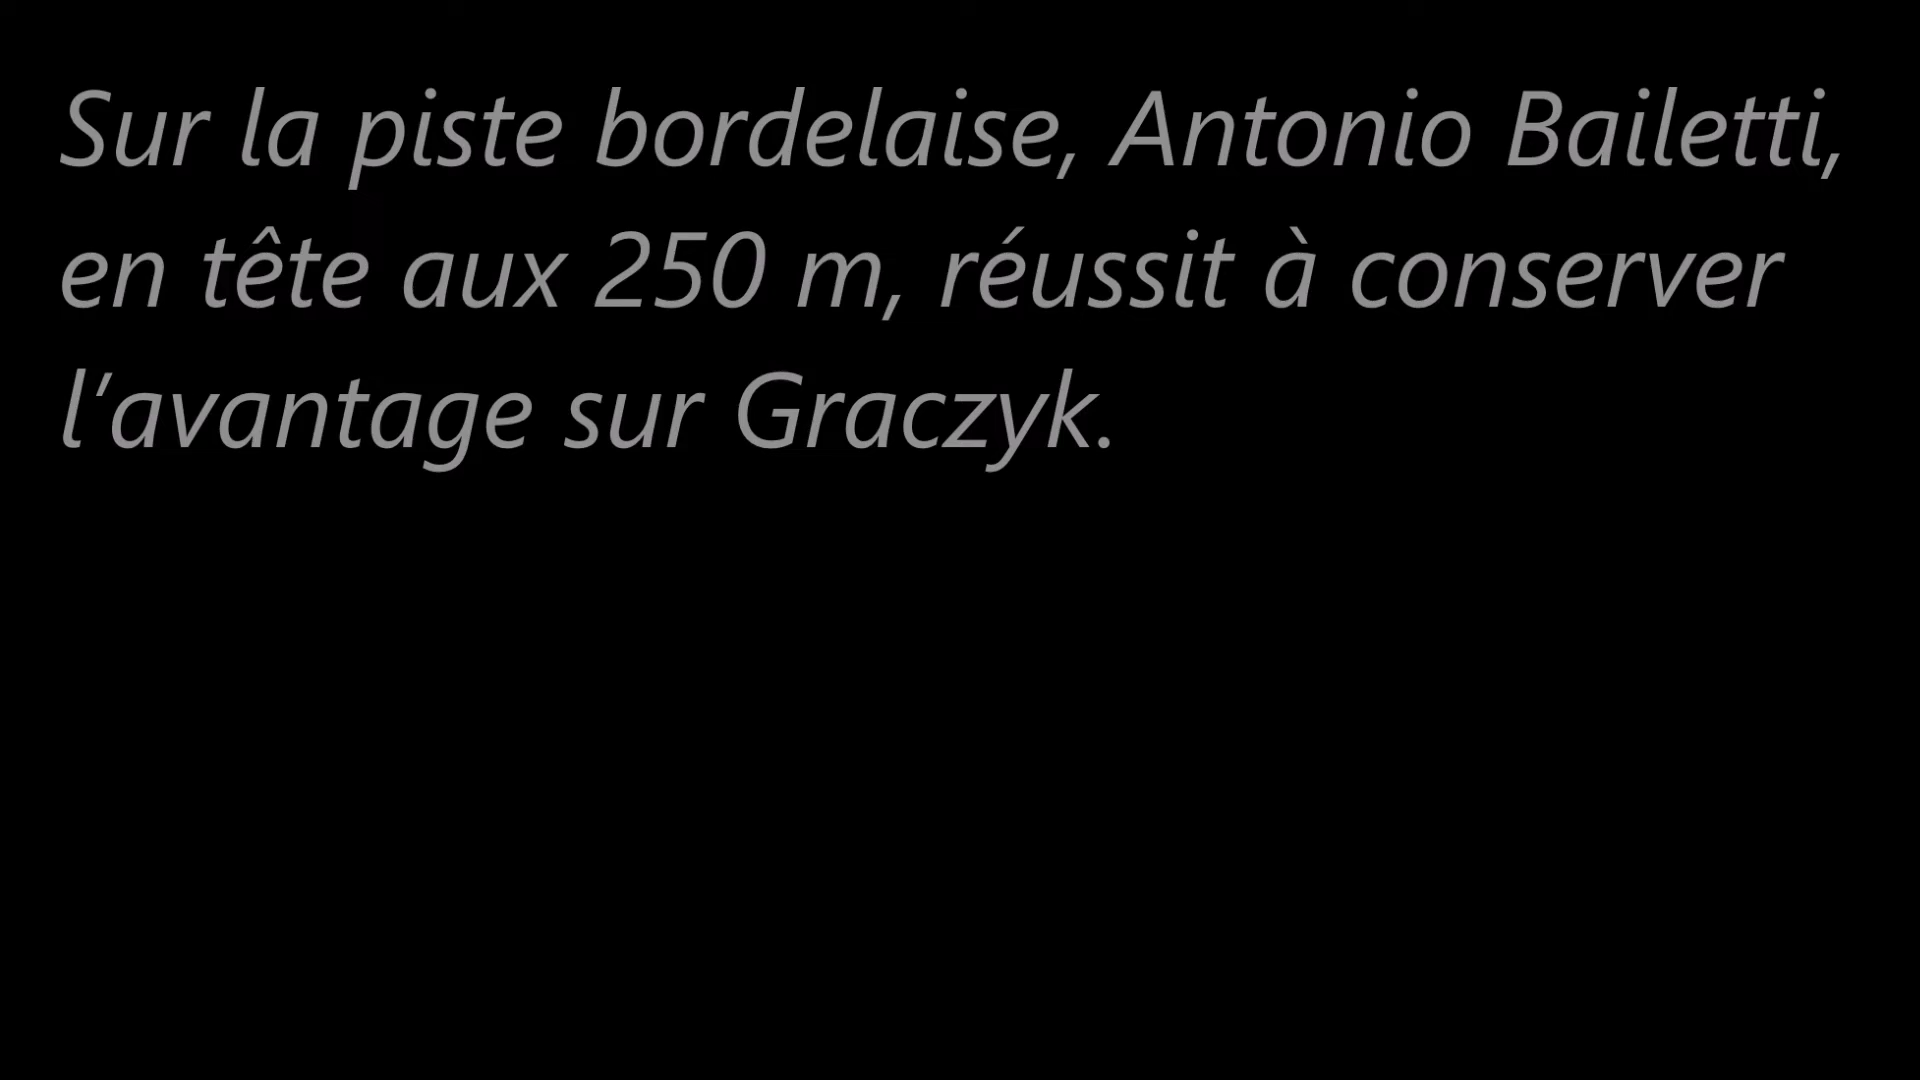 Sur la piste bordelaise, Antonio Bailetti,
en tête aux 250 m, réussit à conserver
l'avantage sur Graczyk.